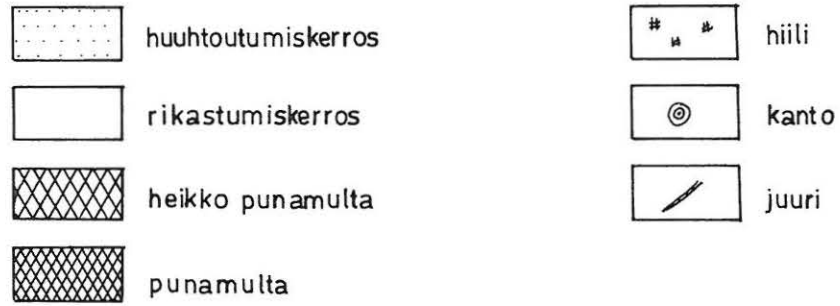 huuhtoutumiskerros
rikastumiskerros
heikko punamulta
punamulta
hiili
kanto
juuri